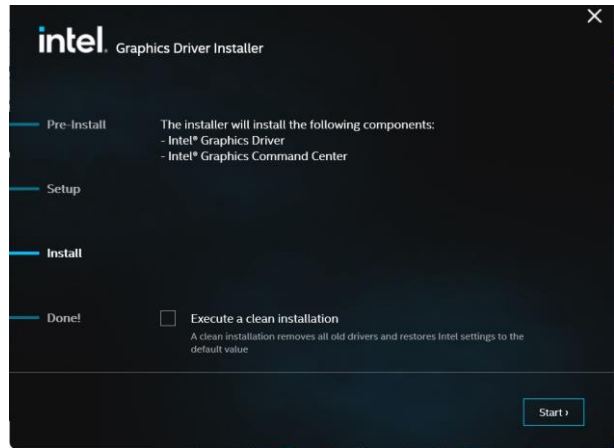 intel. Graphics Driver Installer
Pre-Install
The installer will install the following components:
- Intel® Graphics Driver
- Intel® Graphics Command Center
Setup
Install
Done!
Execute a clean installation
A clean installation removes all old drivers and restores Intel settings to the
default value
Start ›